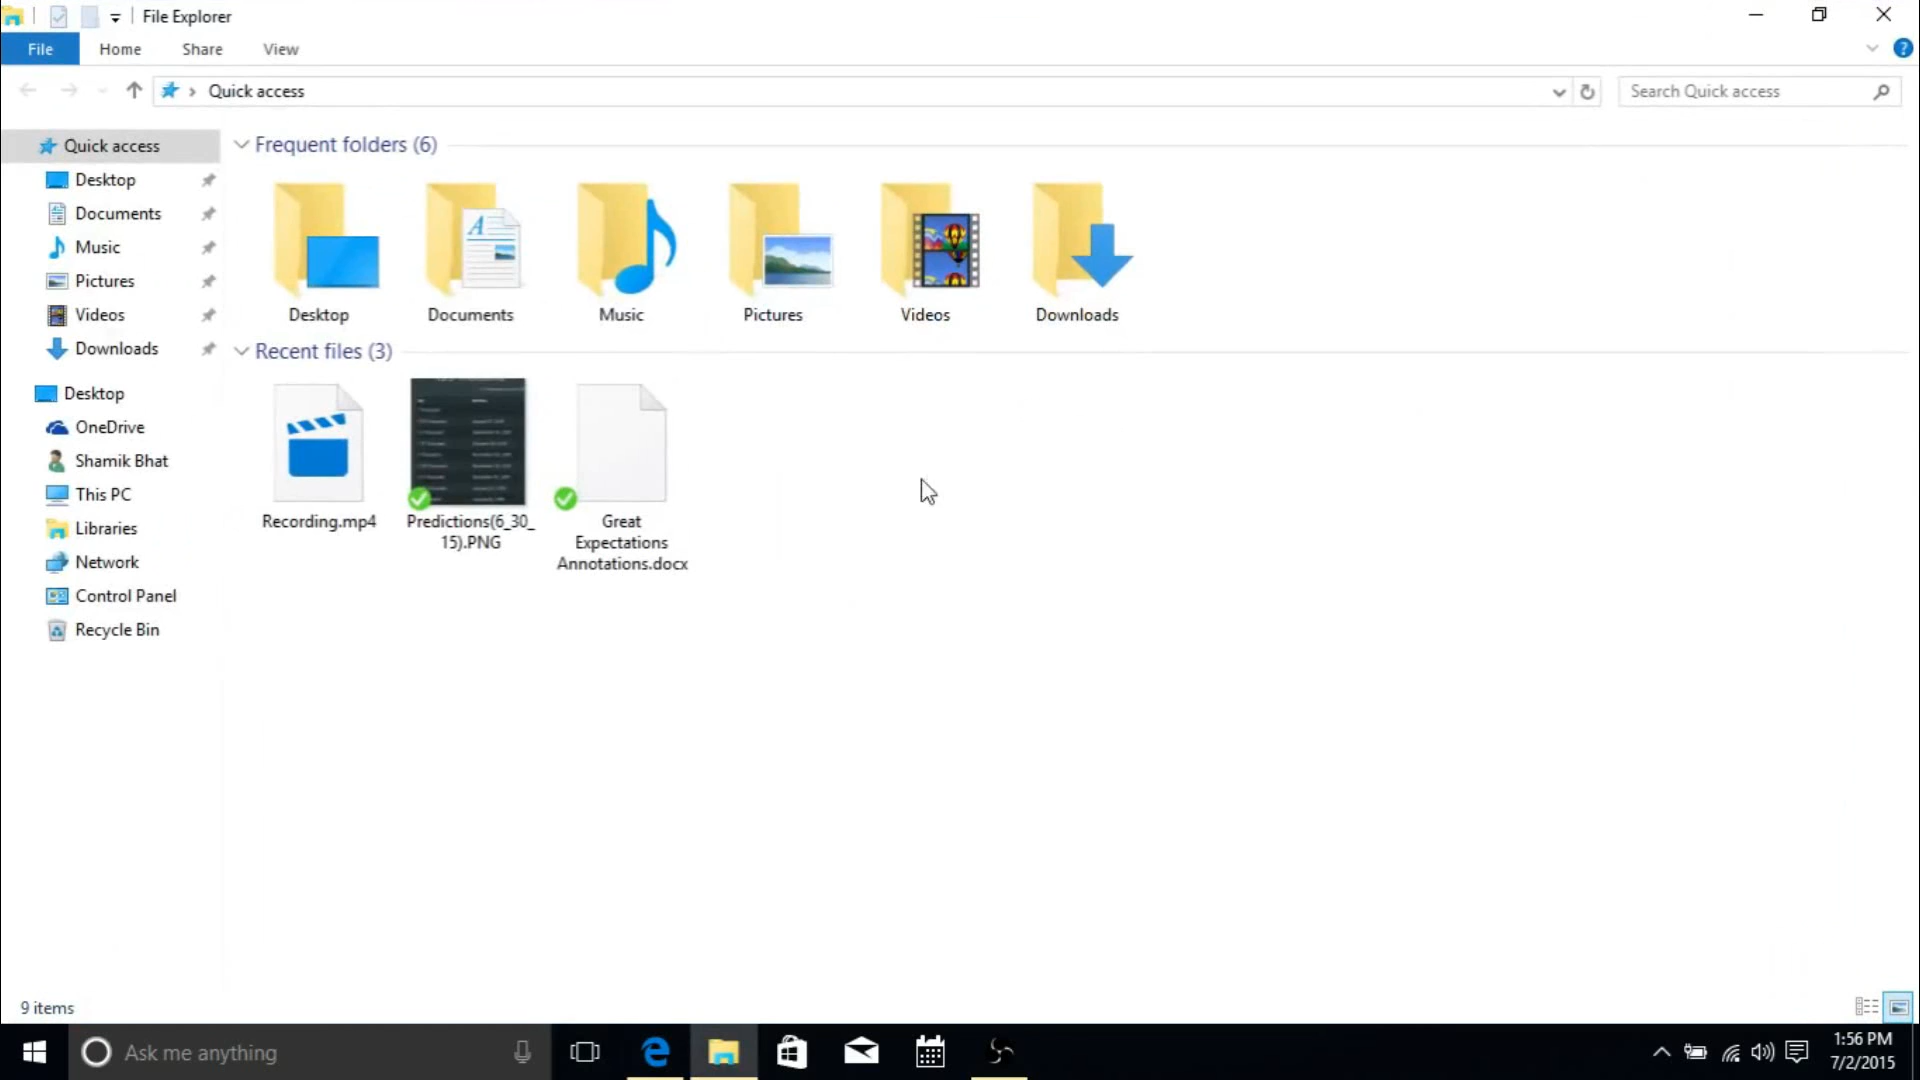 File Explorer
File Home Share View
Quick access
Search Quick access
Quick access
Desktop
Documents
Music
Pictures
Videos
Downloads
Desktop
OneDrive
Shamik Bhat
This PC
Libraries
Network
Control Panel
Recycle Bin
Frequent folders (6)
Desktop Documents Music Pictures Videos Downloads
Recent files (3)
Recording.mp4
Predictions(6_30_
15).PNG
Great
Expectations
Annotations.docx
9 items
Ask me anything
1:56 PM
7/2/2015